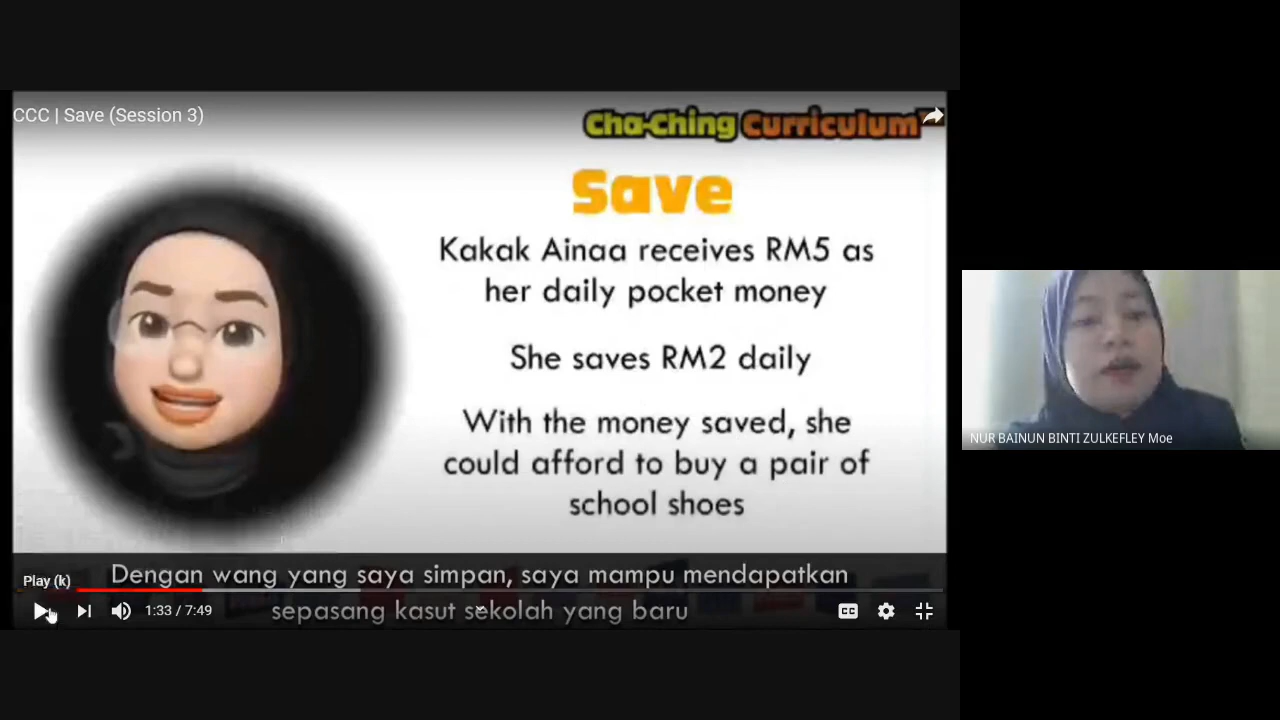 CCC | Save (Session 3)
Cha-Ching Curriculum
Save
Kakak Ainaa receives RM5 as
her daily pocket money
She saves RM2 daily
With the money saved, she
could afford to buy a pair of
school shoes
Dengan wang yang saya simpan, saya mampu mendapatkan
sepasang kasut sekolah yang baru
Play (k)
1:33 / 7:49
CC
NUR BAINUN BINTI ZULKEFLEY Moe